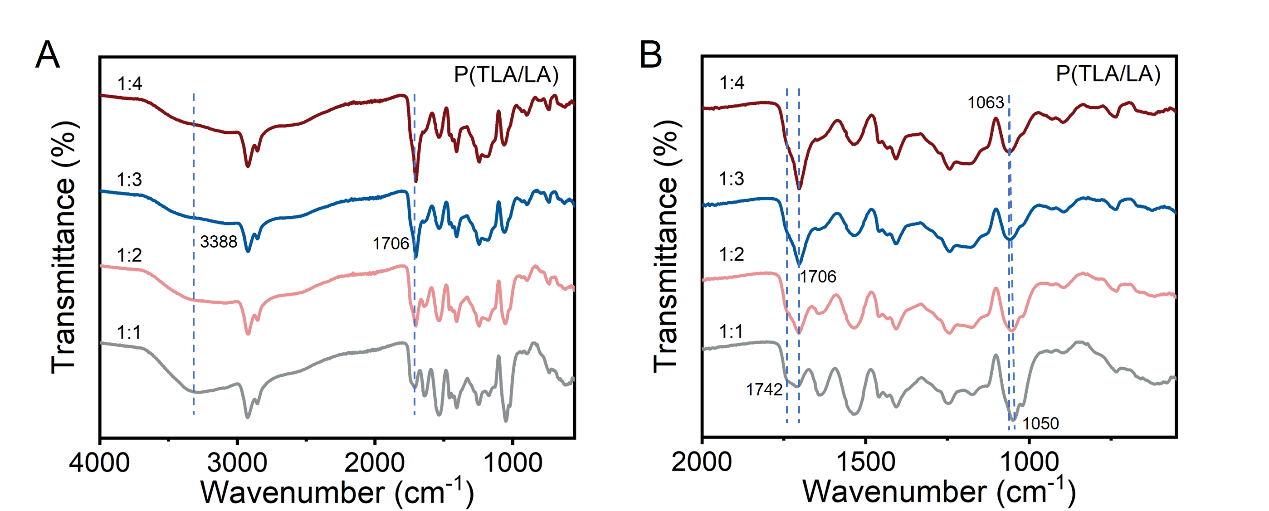 A
P(TLA/LA)
1:4
1:3
3388
1706
1:2
1:1
Transmittance (%)
4000
3000
2000
1000
Wavenumber (cm⁻¹)
B
P(TLA/LA)
1:4
1063
1:3
1706
1:2
1:1
1742
1050
Transmittance (%)
2000
1500
1000
Wavenumber (cm⁻¹)